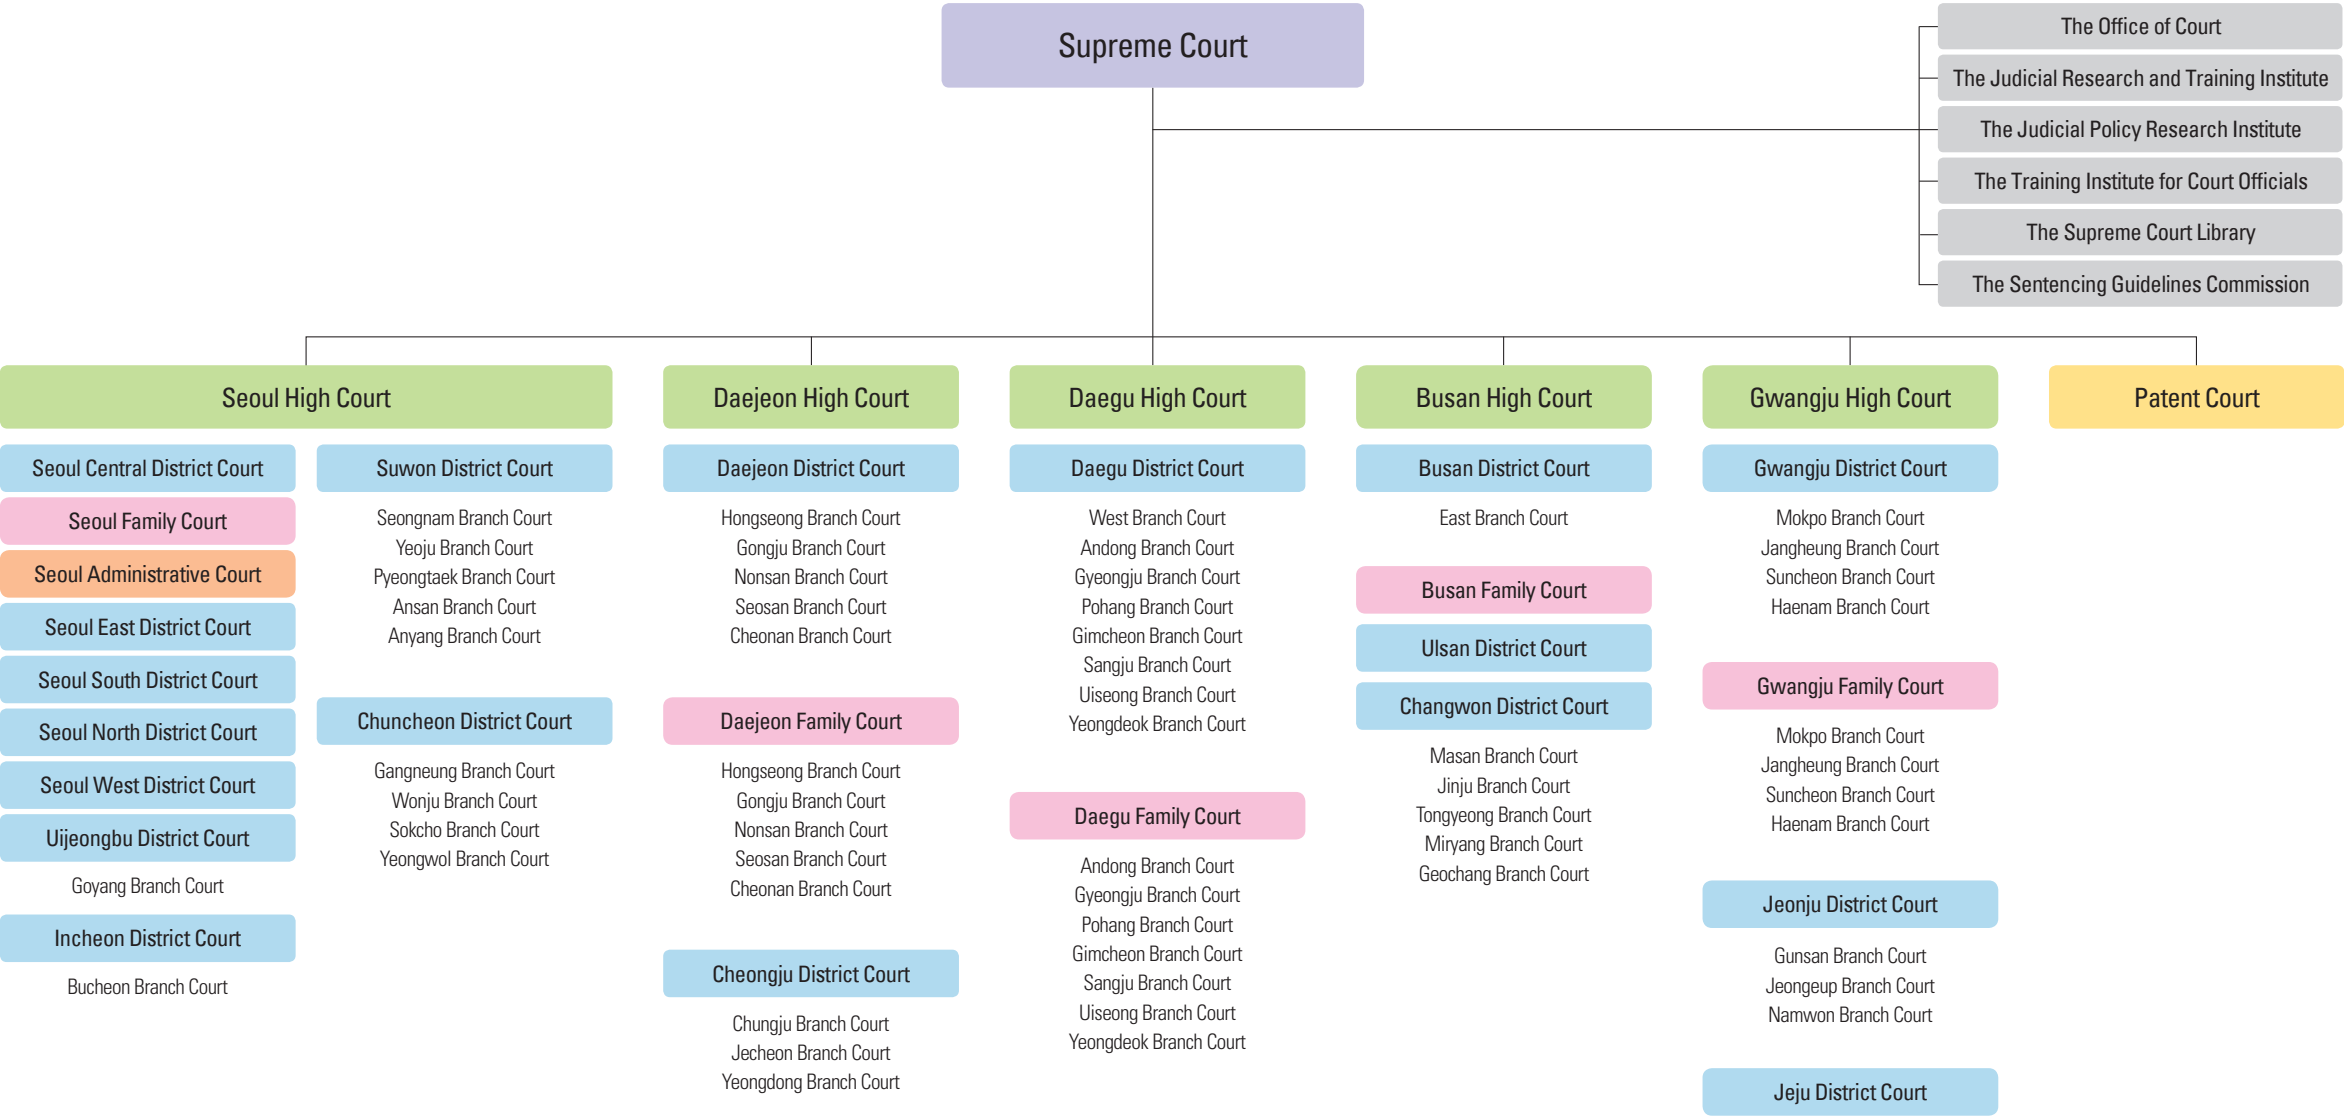 Supreme Court
The Office of Court
The Judicial Research and Training Institute
The Judicial Policy Research Institute
The Training Institute for Court Officials
The Supreme Court Library
The Sentencing Guidelines Commission
Seoul High Court
Seoul Central District Court
Seoul Family Court
Seoul Administrative Court
Seoul East District Court
Seoul South District Court
Seoul North District Court
Seoul West District Court
Uijeongbu District Court
Goyang Branch Court
Incheon District Court
Bucheon Branch Court
Suwon District Court
Seongnam Branch Court
Yeoju Branch Court
Pyeongtaek Branch Court
Ansan Branch Court
Anyang Branch Court
Chuncheon District Court
Gangneung Branch Court
Wonju Branch Court
Sokcho Branch Court
Yeongwol Branch Court
Daejeon High Court
Daejeon District Court
Hongseong Branch Court
Gongju Branch Court
Nonsan Branch Court
Seosan Branch Court
Cheonan Branch Court
Daejeon Family Court
Hongseong Branch Court
Gongju Branch Court
Nonsan Branch Court
Seosan Branch Court
Cheonan Branch Court
Cheongju District Court
Chungju Branch Court
Jecheon Branch Court
Yeongdong Branch Court
Daegu High Court
Daegu District Court
West Branch Court
Andong Branch Court
Gyeongju Branch Court
Pohang Branch Court
Gimcheon Branch Court
Sangju Branch Court
Uiseong Branch Court
Yeongdeok Branch Court
Daegu Family Court
Andong Branch Court
Gyeongju Branch Court
Pohang Branch Court
Gimcheon Branch Court
Sangju Branch Court
Uiseong Branch Court
Yeongdeok Branch Court
Busan High Court
Busan District Court
East Branch Court
Busan Family Court
Ulsan District Court
Changwon District Court
Masan Branch Court
Jinju Branch Court
Tongyeong Branch Court
Miryang Branch Court
Geochang Branch Court
Gwangju High Court
Gwangju District Court
Mokpo Branch Court
Jangheung Branch Court
Suncheon Branch Court
Haenam Branch Court
Gwangju Family Court
Mokpo Branch Court
Jangheung Branch Court
Suncheon Branch Court
Haenam Branch Court
Jeonju District Court
Gunsan Branch Court
Jeongeup Branch Court
Namwon Branch Court
Jeju District Court
Patent Court